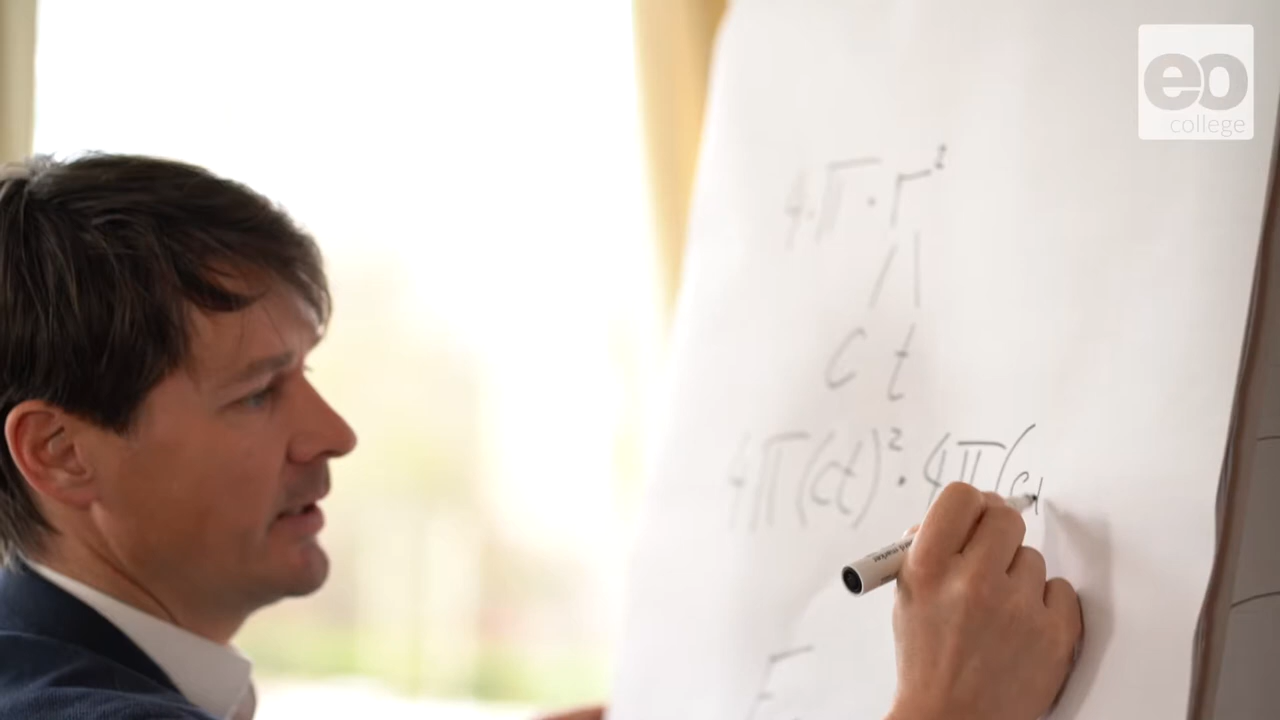 eo
college
4·π · r²
c t
4π(ct)² · 4π(ct